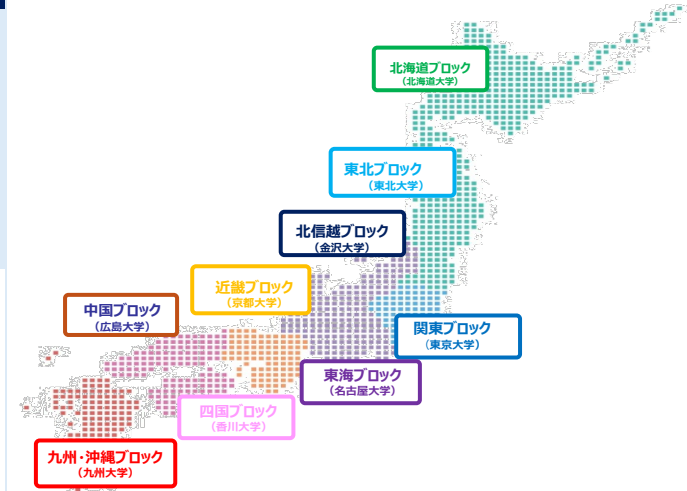 北海道ブロック
（北海道大学）
東北ブロック
（東北大学）
北信越ブロック
（金沢大学）
近畿ブロック
（京都大学）
中国ブロック
（広島大学）
関東ブロック
（東京大学）
東海ブロック
（名古屋大学）
四国ブロック
（香川大学）
九州・沖縄ブロック
（九州大学）